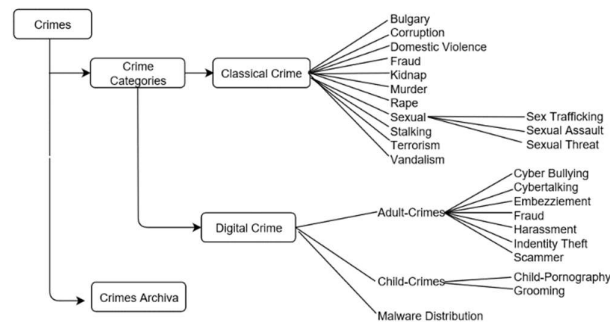 Crimes
Crime
Categories
Classical Crime
Bulgary
Corruption
Domestic Violence
Fraud
Kidnap
Murder
Rape
Sexual
Stalking
Terrorism
Vandalism
Sex Trafficking
Sexual Assault
Sexual Threat
Digital Crime
Adult-Crimes
Cyber Bullying
Cybertalking
Embezziement
Fraud
Harassment
Indentity Theft
Scammer
Child-Crimes
Child-Pornography
Grooming
Malware Distribution
Crimes Archiva